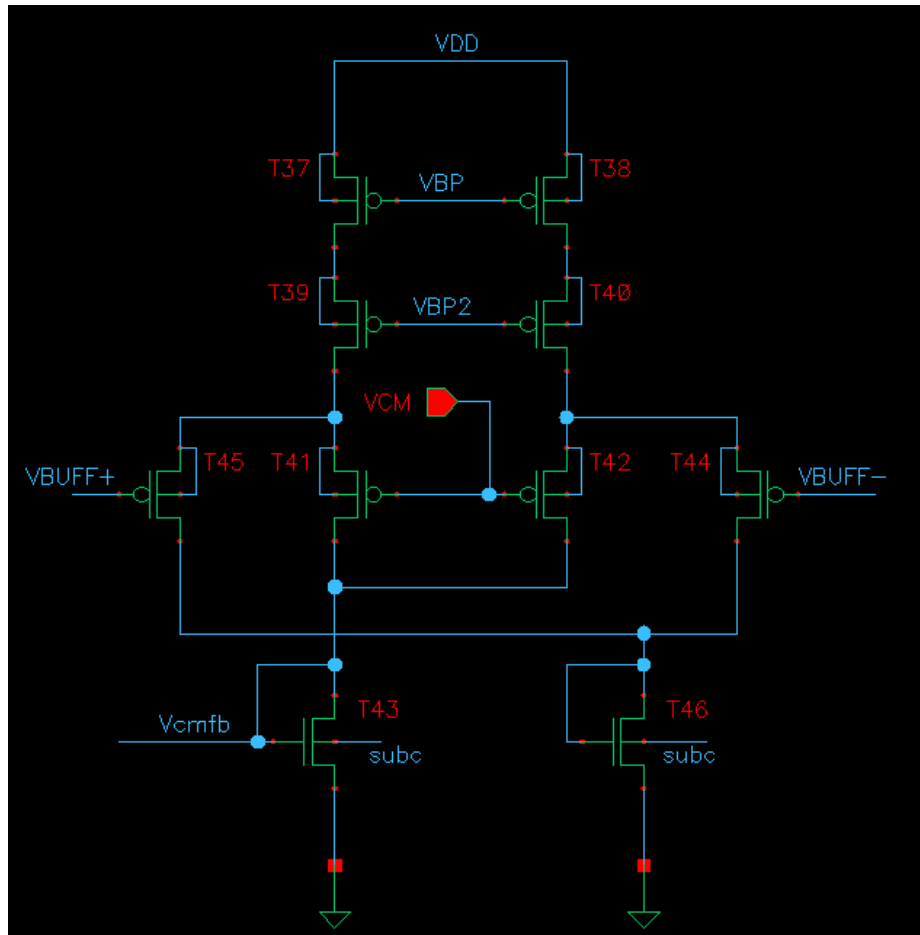 VDD
T37
VBP
T38
T39
VBP2
T40
VCM
VBUFF+
T45
T41
T42
T44
VBUFF-
Vcmfb
T43
subc
T46
subc